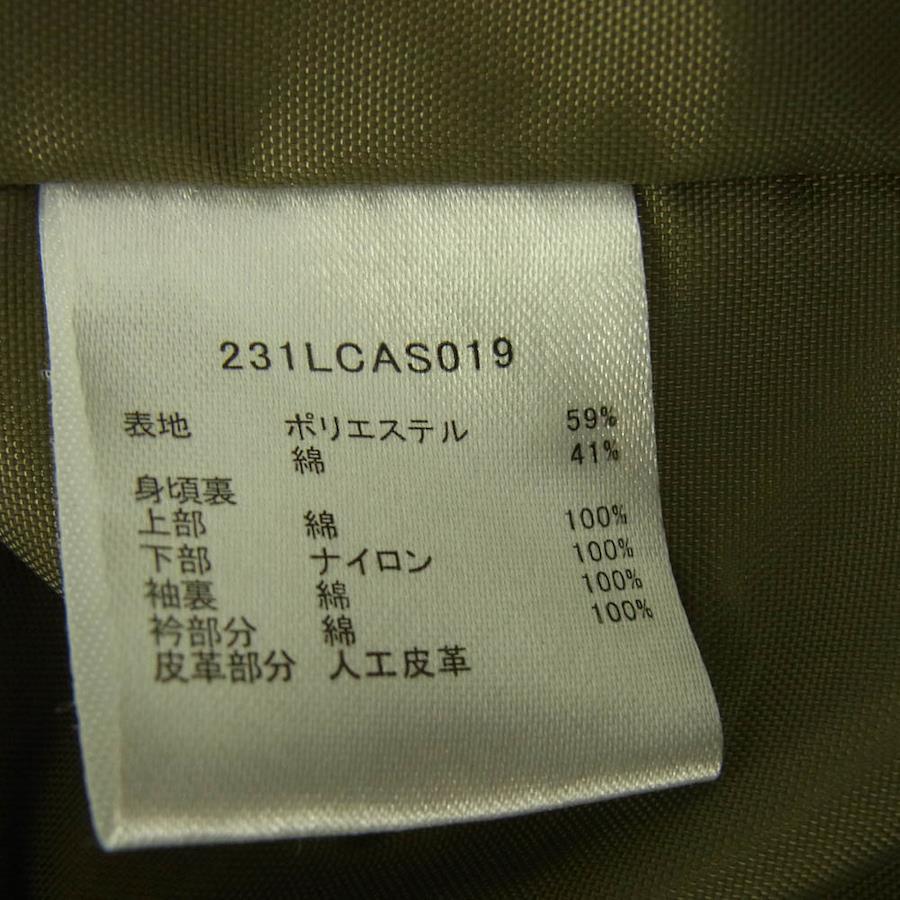 231LCAS019
表地 ポリエステル 59%
綿 41%
身頃裏
上部 綿 100%
下部 ナイロン 100%
袖裏 綿 100%
衿部分 綿 100%
皮革部分 人工皮革